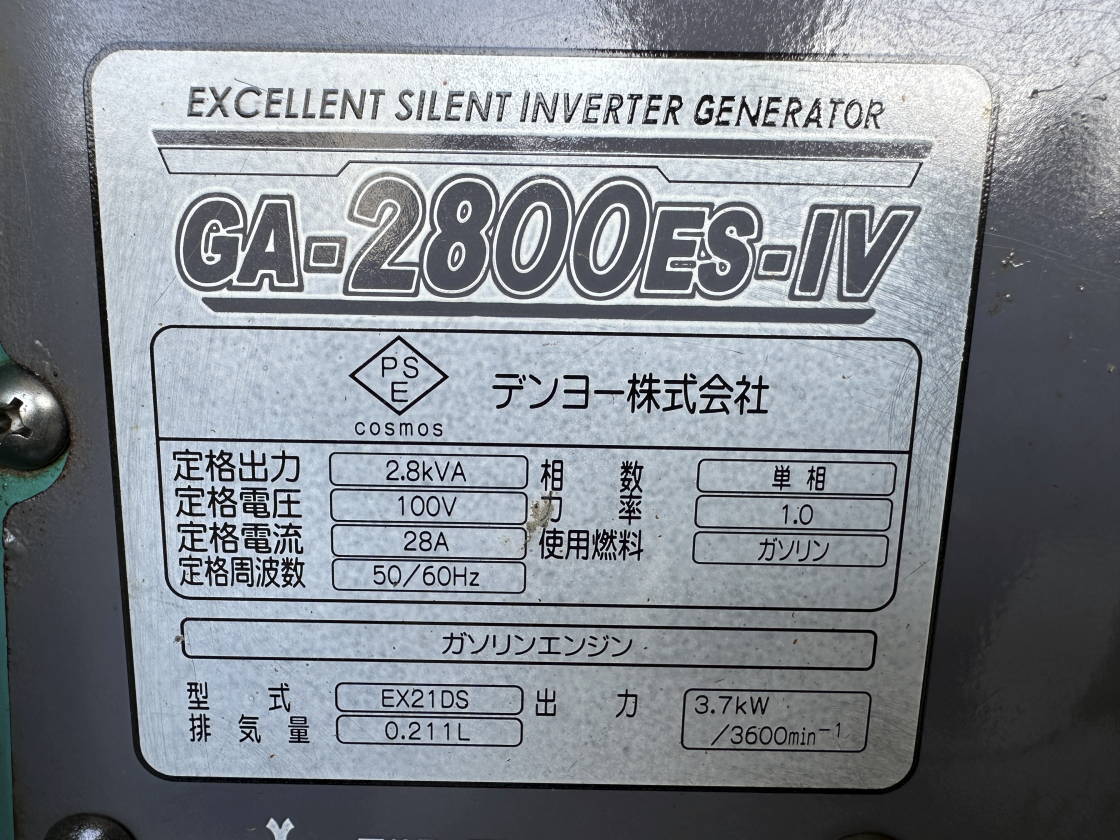 EXCELLENT SILENT INVERTER GENERATOR
GA-2800ES-IV
PS
E
cosmos
デンヨー株式会社
定格出力 2.8kVA 相数 単相
定格電圧 100V 力率 1.0
定格電流 28A 使用燃料 ガソリン
定格周波数 50/60Hz
ガソリンエンジン
型式 EX21DS 出力 3.7kW
/3600min⁻¹
排気量 0.211L